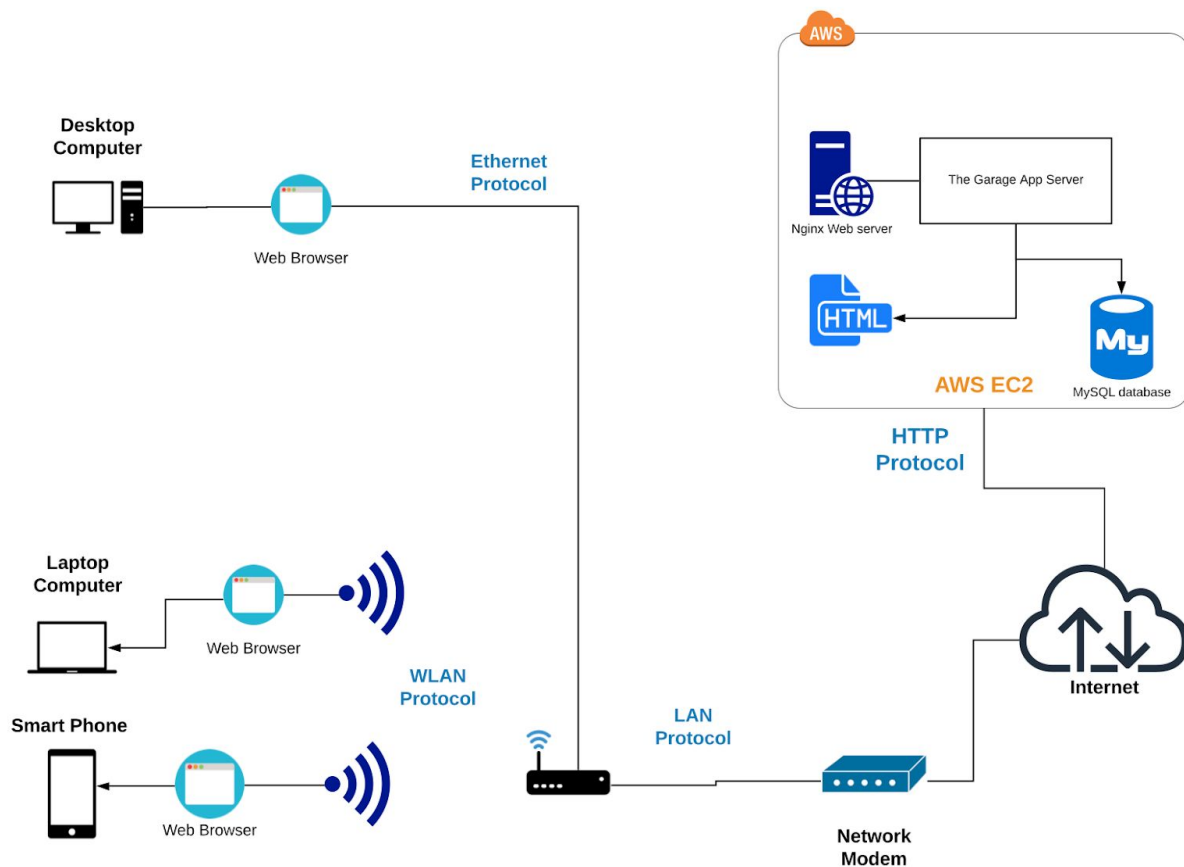 AWS
Desktop
Computer
Web Browser
Ethernet
Protocol
Nginx Web server
The Garage App Server
HTML
My
MySQL database
AWS EC2
HTTP
Protocol
Laptop
Computer
Web Browser
WLAN
Protocol
Smart Phone
Web Browser
LAN
Protocol
Network
Modem
Internet